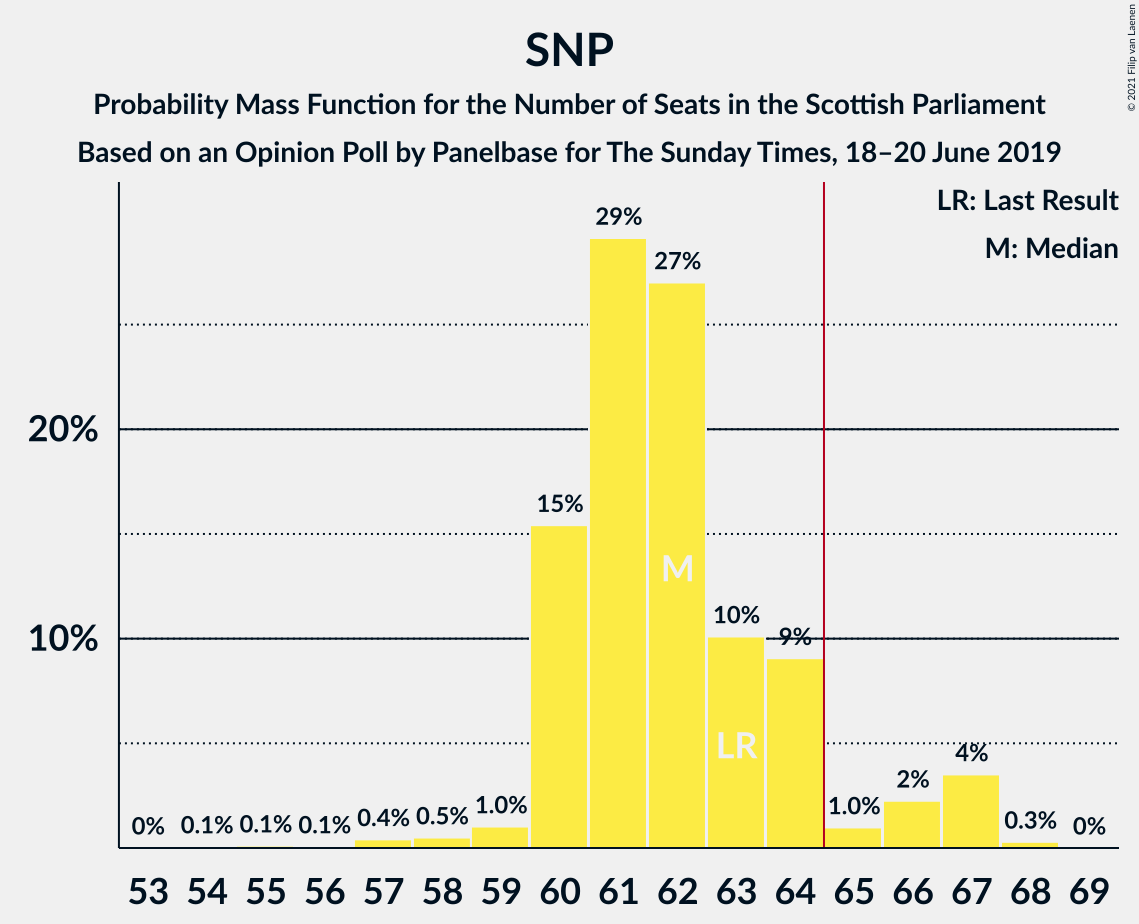 SNP
Probability Mass Function for the Number of Seats in the Scottish Parliament
Based on an Opinion Poll by Panelbase for The Sunday Times, 18–20 June 2019
© 2021 Filip van Laenen
LR: Last Result
M: Median
20%
10%
0% 0.1% 0.1% 0.1% 0.4% 0.5% 1.0% 15% 29% 27% 10% 9% 1.0% 2% 4% 0.3% 0%
M
LR
53 54 55 56 57 58 59 60 61 62 63 64 65 66 67 68 69